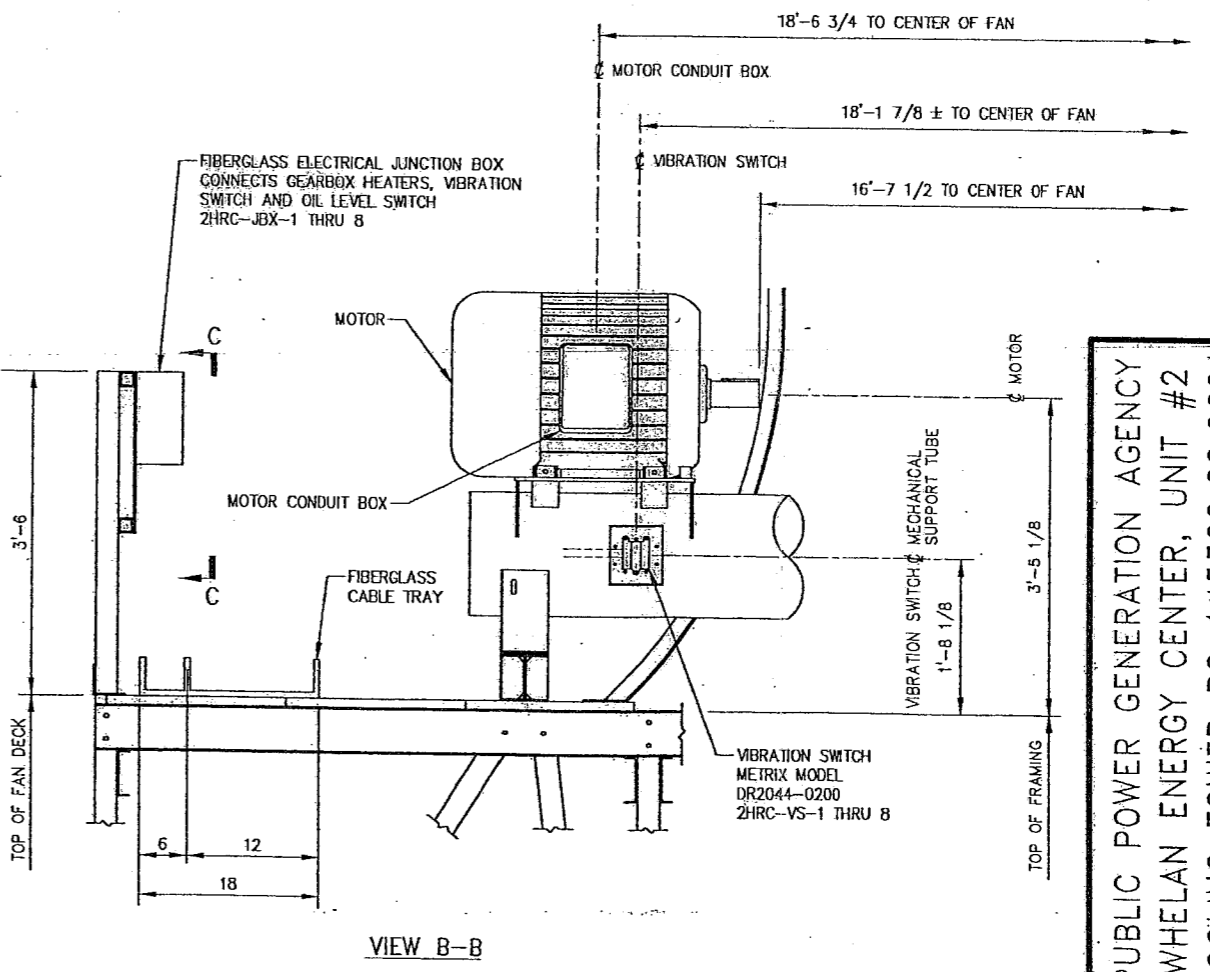 18'-6 3/4 TO CENTER OF FAN
℄ MOTOR CONDUIT BOX
18'-1 7/8 ± TO CENTER OF FAN
℄ VIBRATION SWITCH
16'-7 1/2 TO CENTER OF FAN
FIBERGLASS ELECTRICAL JUNCTION BOX
CONNECTS GEARBOX HEATERS, VIBRATION
SWITCH AND OIL LEVEL SWITCH
2HRC-JBX-1 THRU 8
MOTOR
C
℄ MOTOR
MOTOR CONDUIT BOX
3'-6
C
FIBERGLASS
CABLE TRAY
VIBRATION SWITCH ℄ MECHANICAL
SUPPORT TUBE
1'-8 1/8
3'-5 1/8
TOP OF FAN DECK
6
12
18
VIBRATION SWITCH
METRIX MODEL
DR2044-0200
2HRC-VS-1 THRU 8
TOP OF FRAMING
VIEW B-B
PUBLIC POWER GENERATION AGENCY
WHELAN ENERGY CENTER, UNIT #2